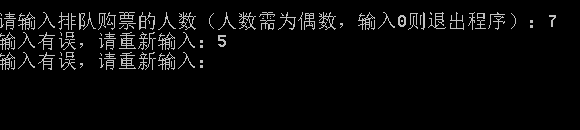 请输入排队购票的人数（人数需为偶数，输入0则退出程序）：7
输入有误，请重新输入：5
输入有误，请重新输入：